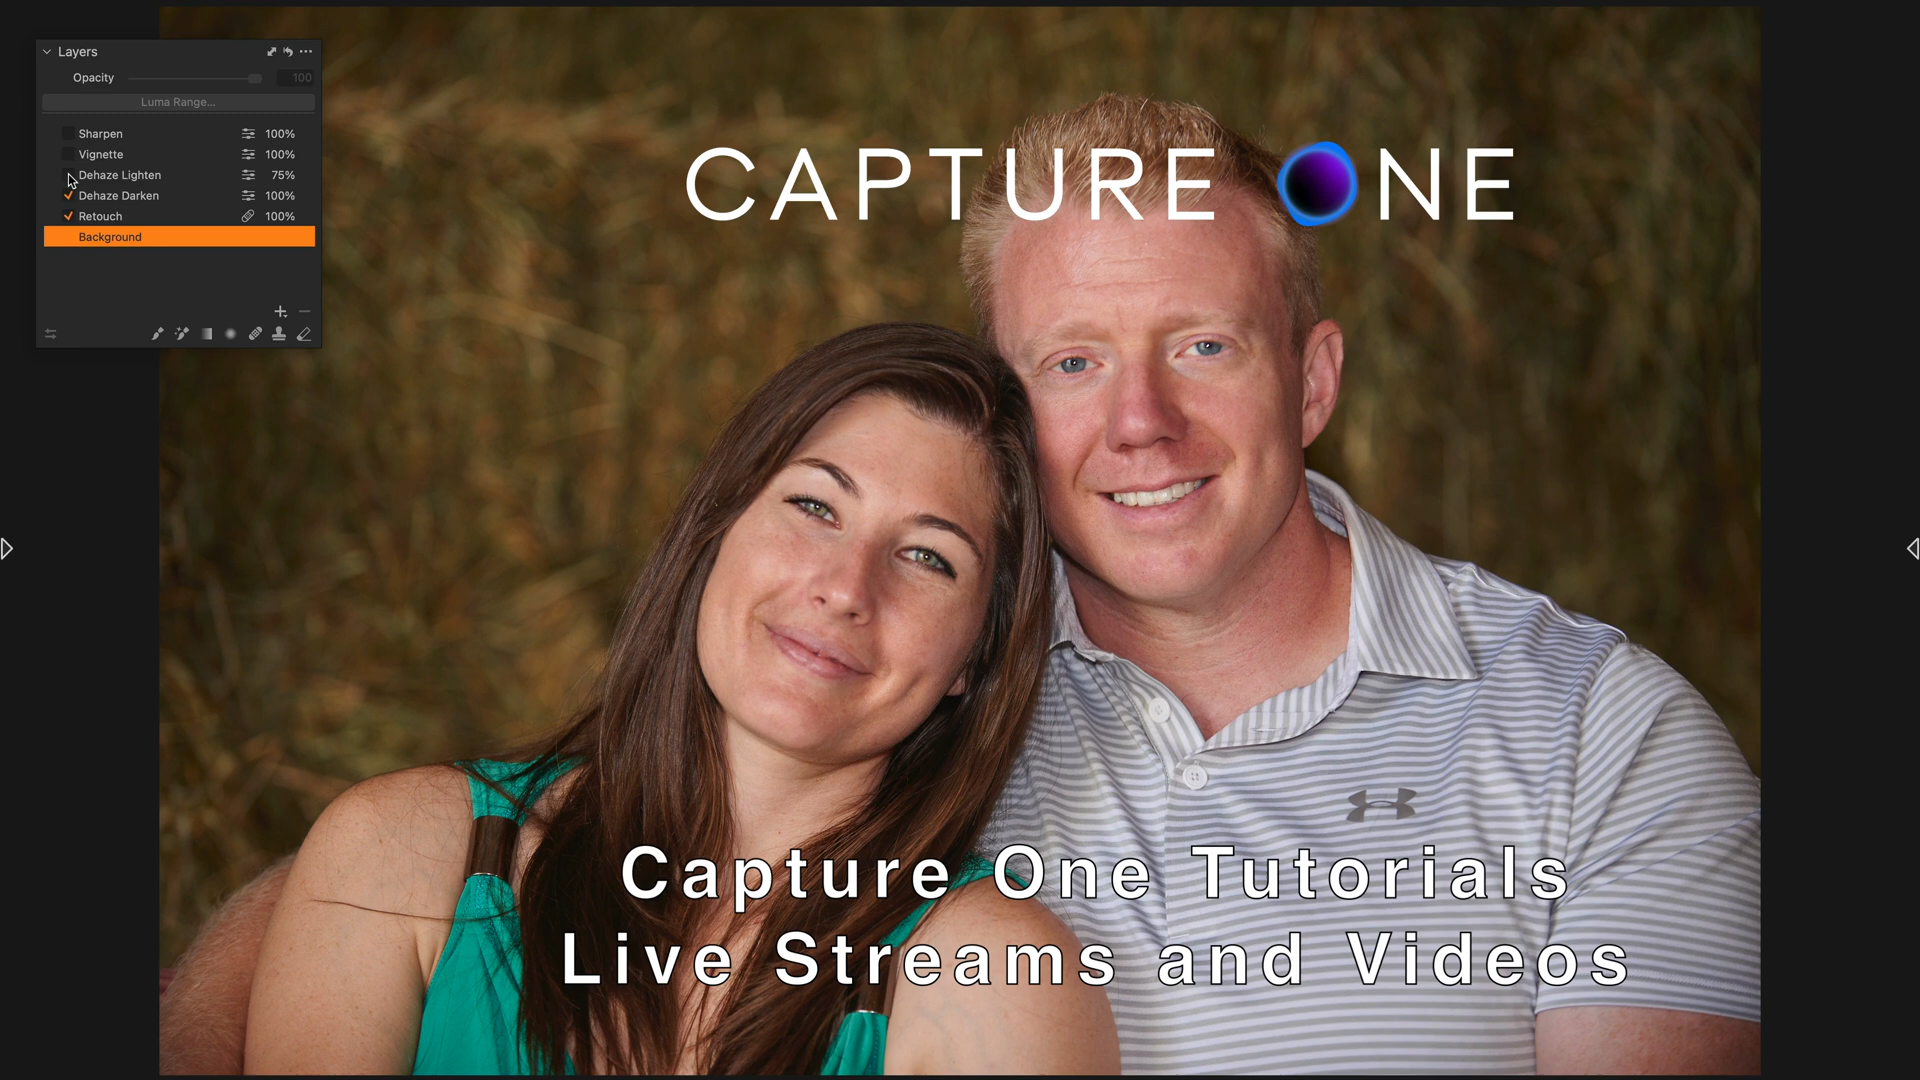 Layers
Opacity 100
Luma Range...
Sharpen 100%
Vignette 100%
Dehaze Lighten 75%
Dehaze Darken 100%
Retouch 100%
Background
CAPTURE ONE
Capture One Tutorials
Live Streams and Videos